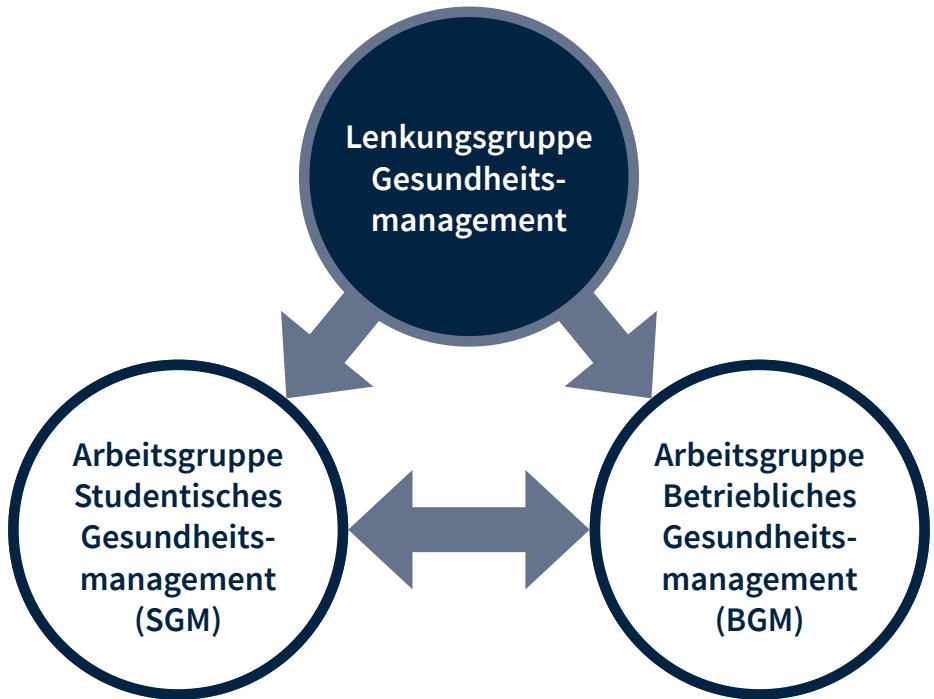 Lenkungsgruppe
Gesundheits-
management
Arbeitsgruppe
Studentisches
Gesundheits-
management
(SGM)
Arbeitsgruppe
Betriebliches
Gesundheits-
management
(BGM)